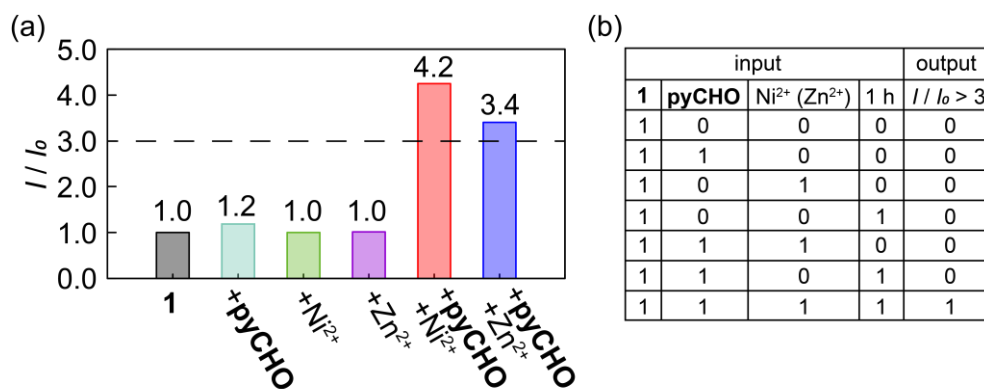 (a)
5.0
4.0
3.0
2.0
1.0
0.0
I / I₀
1.0
1.2
1.0
1.0
4.2
3.4
1
+pyCHO
+Ni²⁺
+Zn²⁺
+pyCHO
+Ni²⁺
+pyCHO
+Zn²⁺
(b)
input output
1 pyCHO Ni²⁺ (Zn²⁺) 1 h I / I₀ > 3
1 0 0 0 0
1 1 0 0 0
1 0 1 0 0
1 0 0 1 0
1 1 1 0 0
1 1 0 1 0
1 1 1 1 1